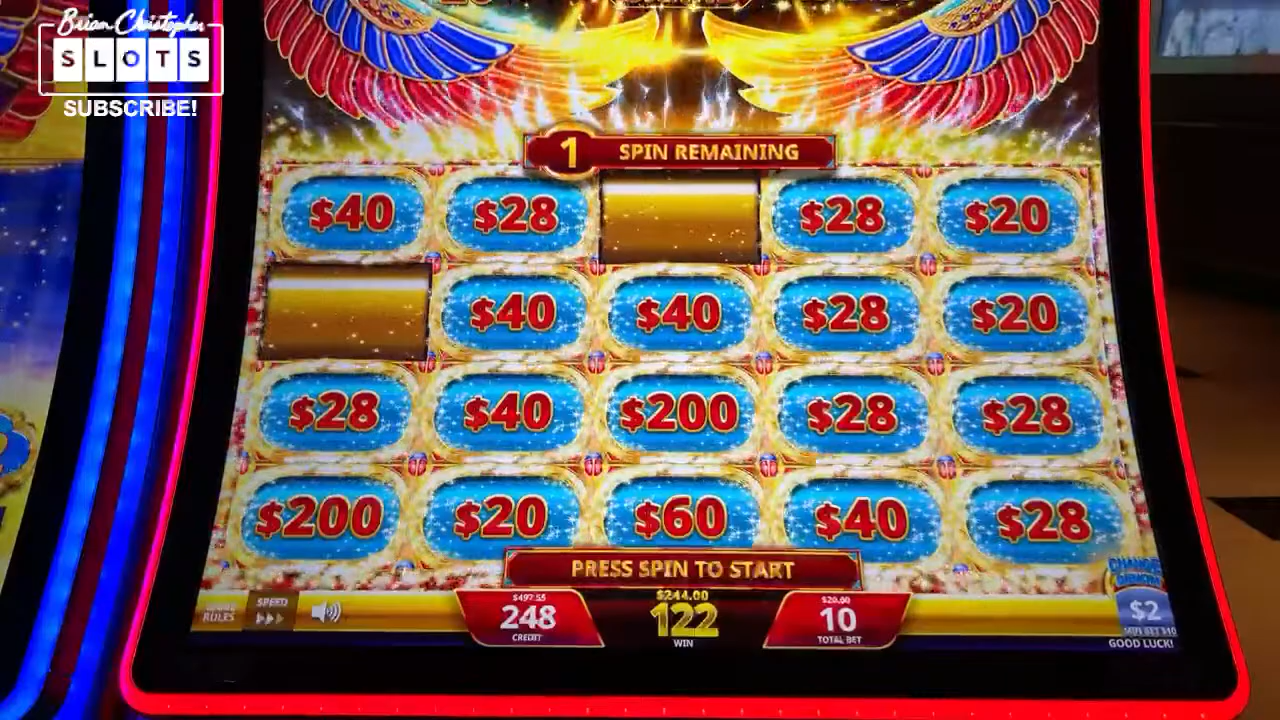 Brian Christopher
SLOTS
SUBSCRIBE!
1 SPIN REMAINING
$40 $28 $28 $20
$40 $40 $28 $20
$28 $40 $200 $28 $28
$200 $20 $60 $40 $28
PRESS SPIN TO START
RULES
SPEED
$497.55
248
CREDIT
$244.00
122
WIN
$20.00
10
TOTAL BET
$2
GOOD LUCK!